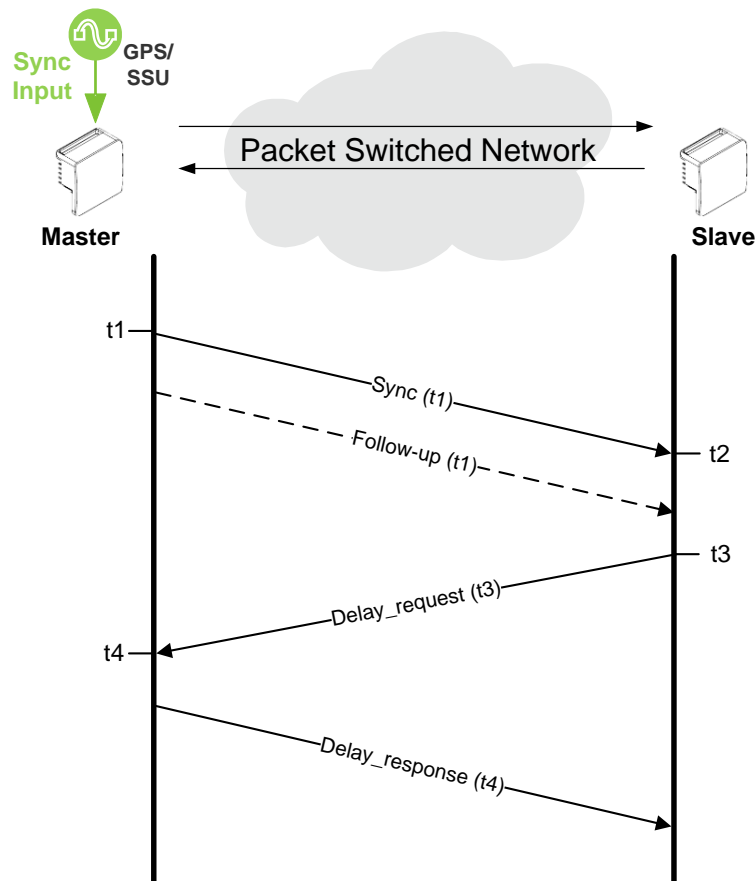 GPS/
SSU
Sync
Input
Packet Switched Network
Master
Slave
t1
Sync (t1)
Follow-up (t1)
t2
t3
Delay_request (t3)
t4
Delay_response (t4)